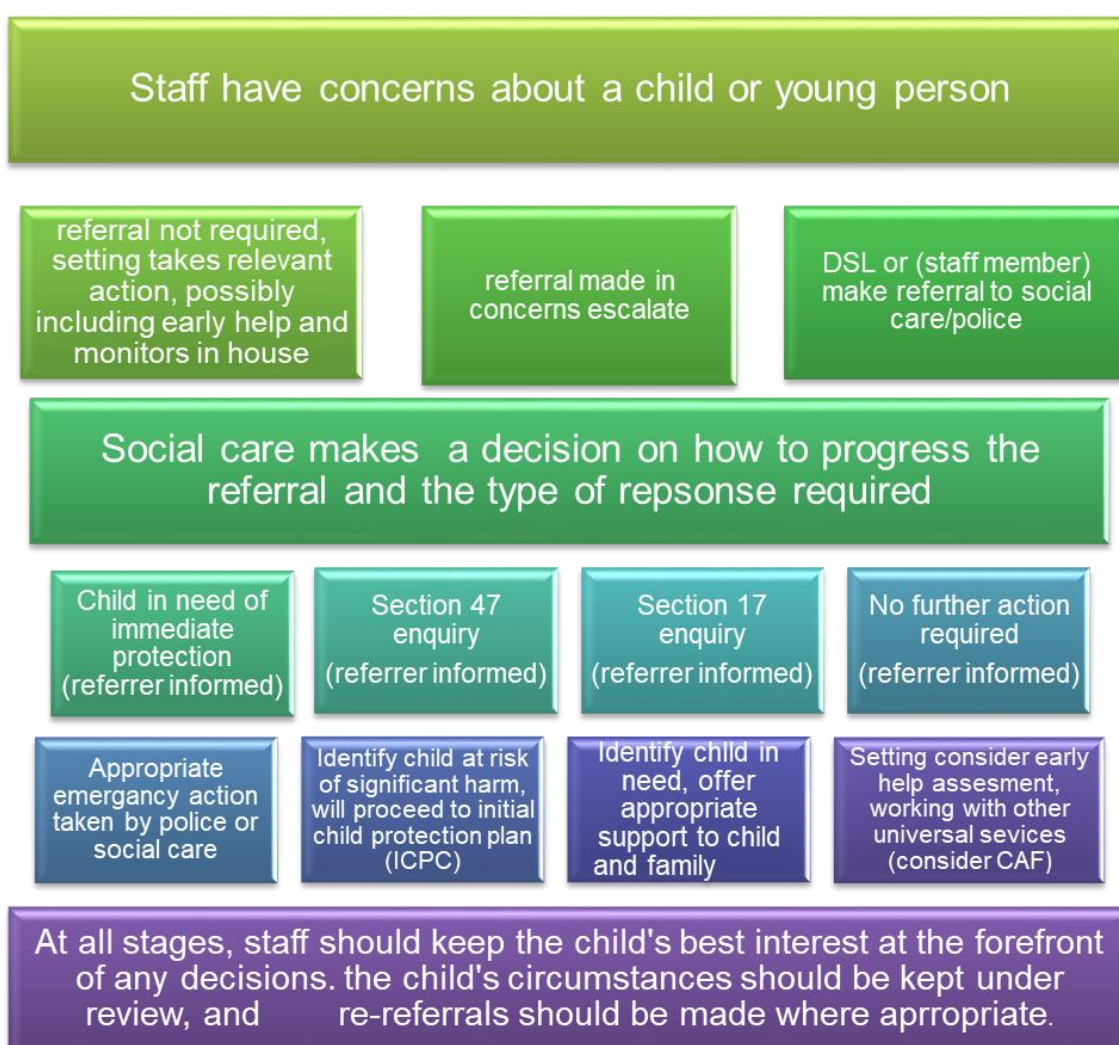 Staff have concerns about a child or young person
referral not required,
setting takes relevant
action, possibly
including early help and
monitors in house
referral made in
concerns escalate
DSL or (staff member)
make referral to social
care/police
Social care makes a decision on how to progress the
referral and the type of repsonse required
Child in need of
immediate
protection
(referrer informed)
Section 47
enquiry
(referrer informed)
Section 17
enquiry
(referrer informed)
No further action
required
(referrer informed)
Appropriate
emergancy action
taken by police or
social care
Identify child at risk
of significant harm,
will proceed to initial
child protection plan
(ICPC)
Identify chlld in
need, offer
appropriate
support to child
and family
Setting consider early
help assesment,
working with other
universal sevices
(consider CAF)
At all stages, staff should keep the child's best interest at the forefront
of any decisions. the child's circumstances should be kept under
review, and re-referrals should be made where aprropriate.